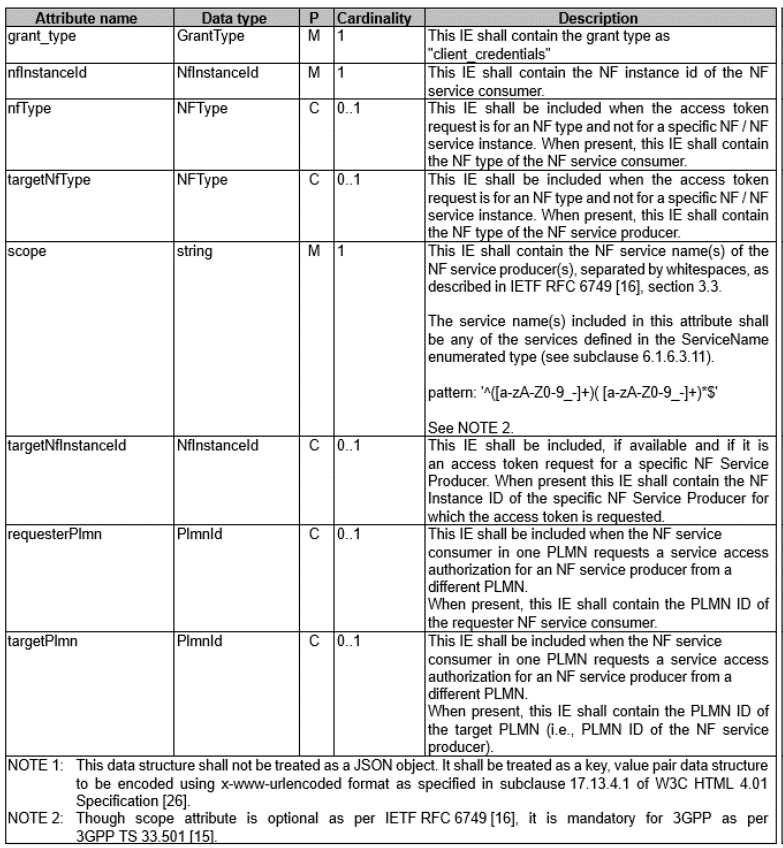 Attribute name Data type P Cardinality Description
grant_type GrantType M 1 This IE shall contain the grant type as
"client_credentials"
nfInstanceId NfInstanceId M 1 This IE shall contain the NF instance id of the NF
service consumer.
nfType NFType C 0..1 This IE shall be included when the access token
request is for an NF type and not for a specific NF / NF
service instance. When present, this IE shall contain
the NF type of the NF service consumer.
targetNfType NFType C 0..1 This IE shall be included when the access token
request is for an NF type and not for a specific NF / NF
service instance. When present, this IE shall contain
the NF type of the NF service producer.
scope string M 1 This IE shall contain the NF service name(s) of the
NF service producer(s), separated by whitespaces, as
described in IETF RFC 6749 [16], section 3.3.
The service name(s) included in this attribute shall
be any of the services defined in the ServiceName
enumerated type (see subclause 6.1.6.3.11).
pattern: '^([a-zA-Z0-9_-]+)( [a-zA-Z0-9_-]+)*$'
See NOTE 2.
targetNfInstanceId NfInstanceId C 0..1 This IE shall be included, if available and if it is
an access token request for a specific NF Service
Producer. When present this IE shall contain the NF
Instance ID of the specific NF Service Producer for
which the access token is requested.
requesterPlmn PlmnId C 0..1 This IE shall be included when the NF service
consumer in one PLMN requests a service access
authorization for an NF service producer from a
different PLMN.
When present, this IE shall contain the PLMN ID of
the requester NF service consumer.
targetPlmn PlmnId C 0..1 This IE shall be included when the NF service
consumer in one PLMN requests a service access
authorization for an NF service producer from a
different PLMN.
When present, this IE shall contain the PLMN ID of
the target PLMN (i.e., PLMN ID of the NF service
producer).
NOTE 1: This data structure shall not be treated as a JSON object. It shall be treated as a key, value pair data structure
to be encoded using x-www-urlencoded format as specified in subclause 17.13.4.1 of W3C HTML 4.01
Specification [26].
NOTE 2: Though scope attribute is optional as per IETF RFC 6749 [16], it is mandatory for 3GPP as per
3GPP TS 33.501 [15].